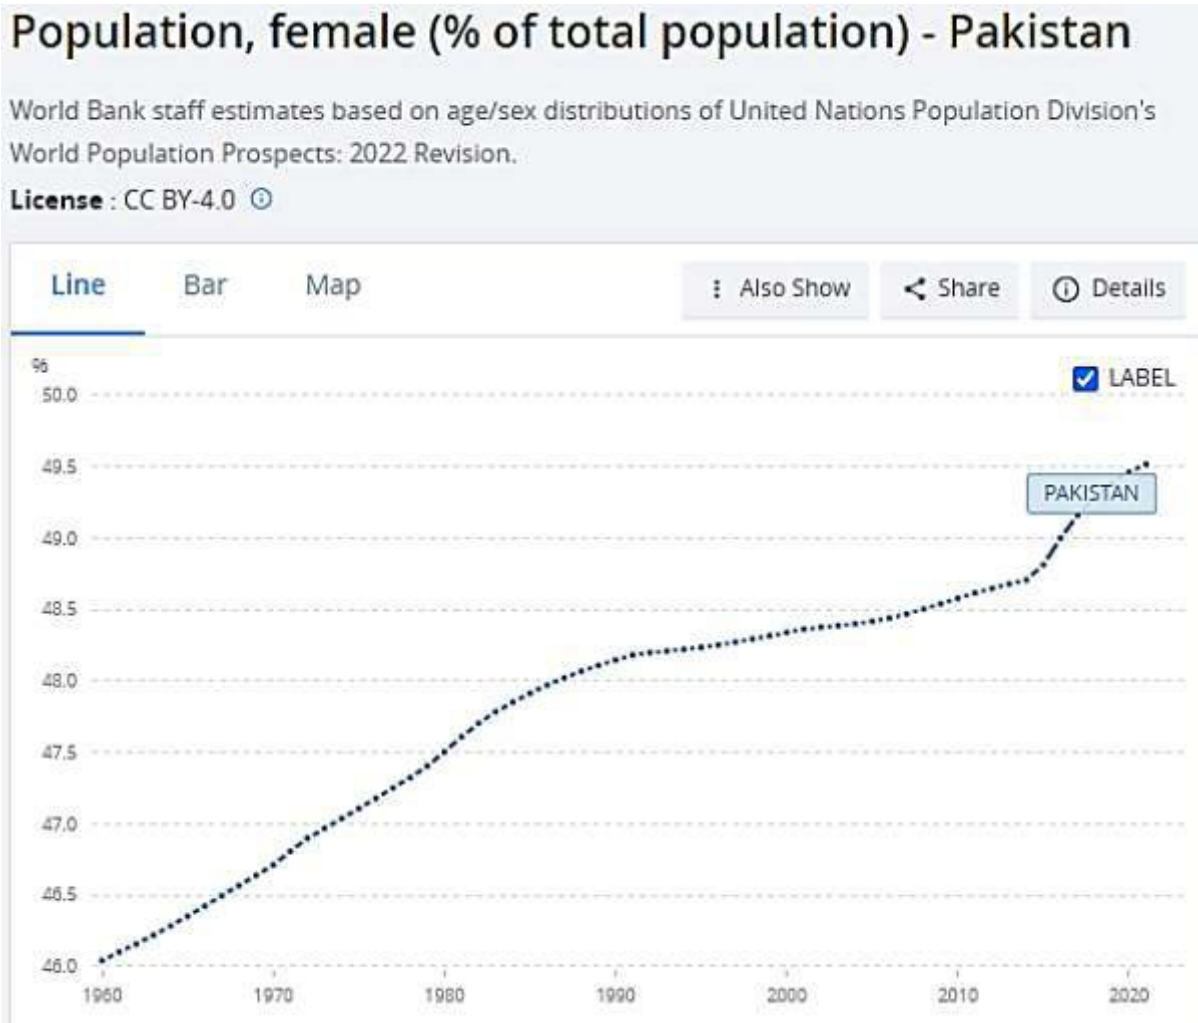 Population, female (% of total population) - Pakistan
World Bank staff estimates based on age/sex distributions of United Nations Population Division's
World Population Prospects: 2022 Revision.
License : CC BY-4.0
Line Bar Map Also Show Share Details
%
LABEL
50.0
49.5
PAKISTAN
49.0
48.5
48.0
47.5
47.0
46.5
46.0
1960 1970 1980 1990 2000 2010 2020